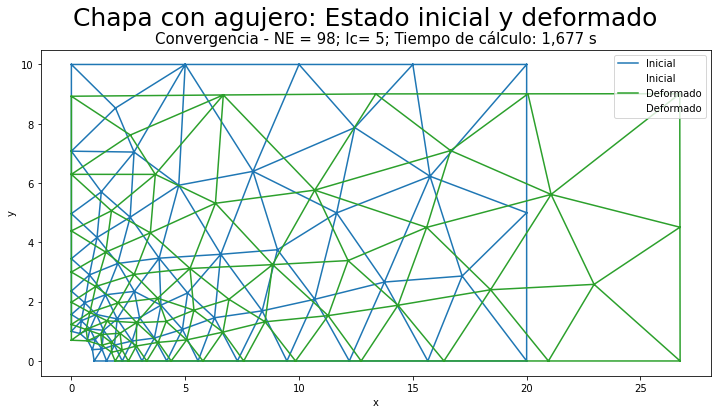 Chapa con agujero: Estado inicial y deformado
Convergencia - NE = 98; lc= 5; Tiempo de cálculo: 1,677 s
Inicial
Inicial
Deformado
Deformado
10
8
6
4
2
0
y
0
5
10
15
20
25
x